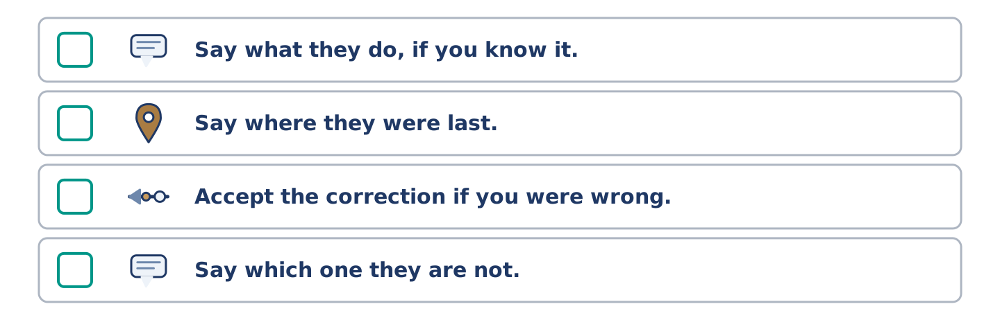 Say what they do, if you know it.
Say where they were last.
Accept the correction if you were wrong.
Say which one they are not.